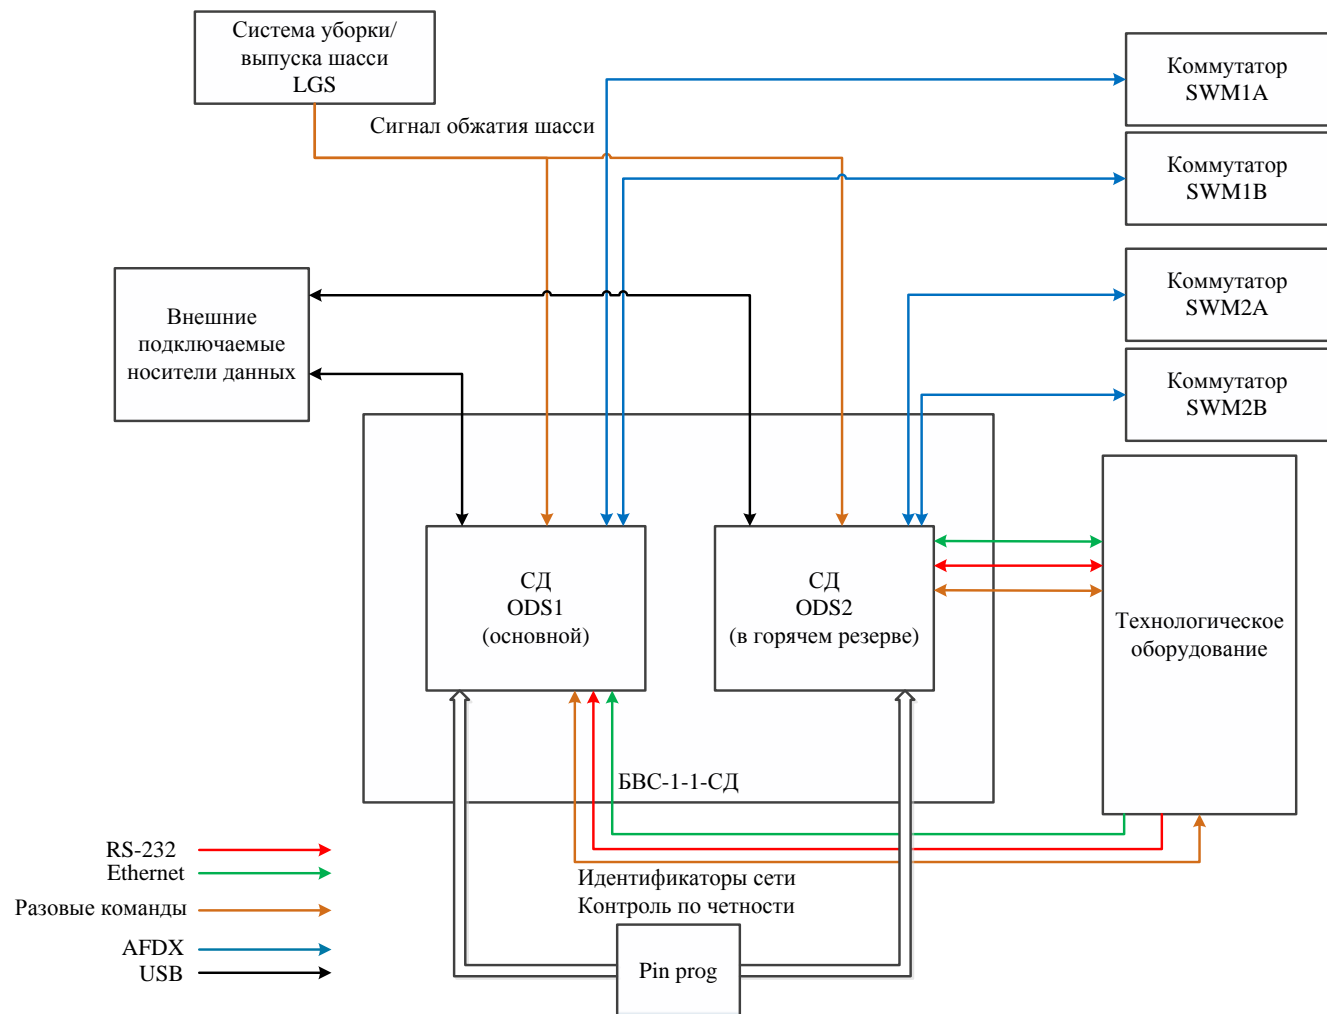 Система уборки/
выпуска шасси
LGS
Сигнал обжатия шасси
Коммутатор
SWM1A
Коммутатор
SWM1B
Коммутатор
SWM2A
Коммутатор
SWM2B
Внешние
подключаемые
носители данных
СД
ODS1
(основной)
СД
ODS2
(в горячем резерве)
Технологическое
оборудование
БВС-1-1-СД
RS-232
Ethernet
Разовые команды
AFDX
USB
Идентификаторы сети
Контроль по четности
Pin prog